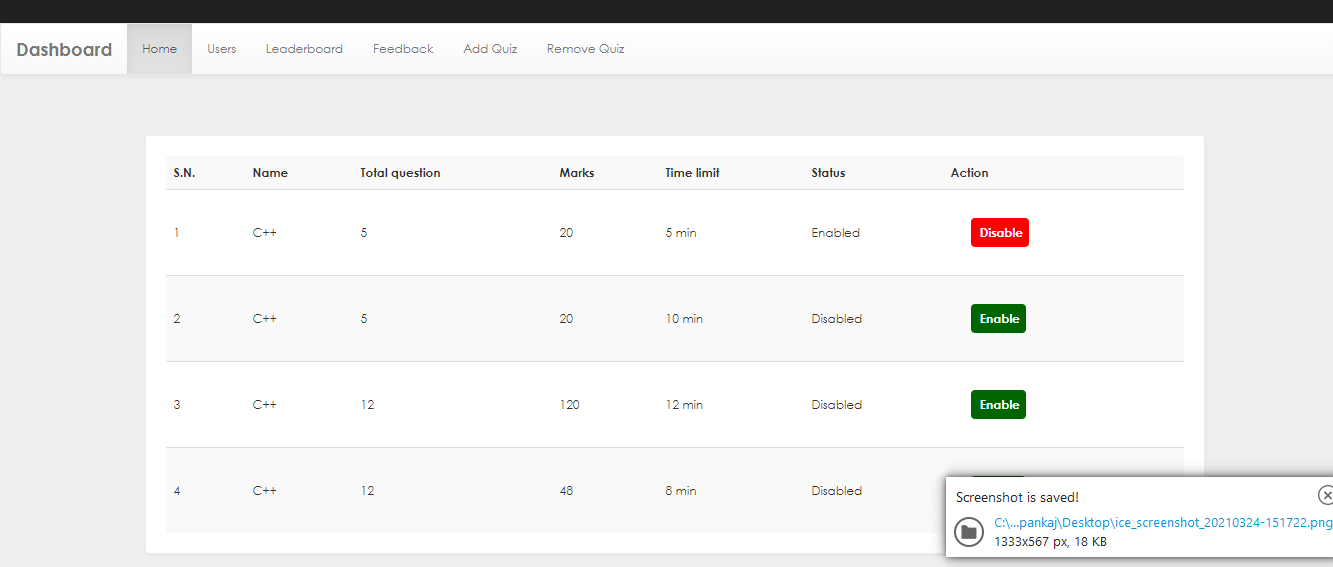 Dashboard Home Users Leaderboard Feedback Add Quiz Remove Quiz
S.N. Name Total question Marks Time limit Status Action
1 C++ 5 20 5 min Enabled Disable
2 C++ 5 20 10 min Disabled Enable
3 C++ 12 120 12 min Disabled Enable
4 C++ 12 48 8 min Disabled
Screenshot is saved!
C:\...pankaj\Desktop\ice_screenshot_20210324-151722.png
1333x567 px, 18 KB